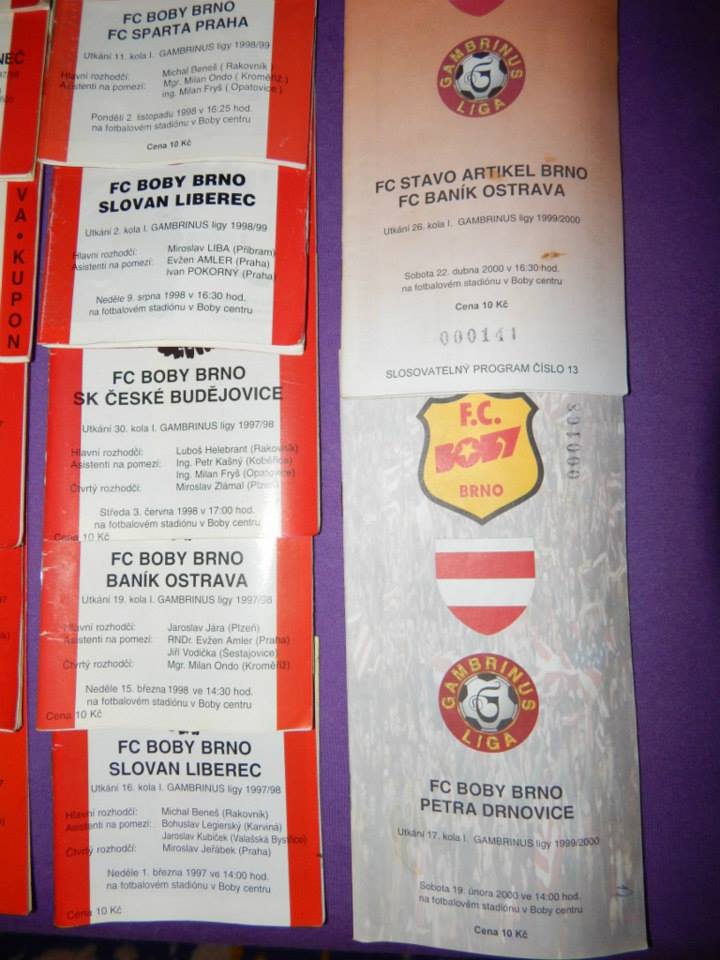 NEČ
VA • KUPON
FC BOBY BRNO
FC SPARTA PRAHA
Utkání 11. kola I. GAMBRINUS ligy 1998/99
Hlavní rozhodčí: Michal Beneš ( Rakovník )
Asistenti na pomezí: Mgr. Milan Ondo ( Kroměříž )
ing. Milan Fryš ( Opatovice )
Pondělí 2. listopadu 1998 v 16:25 hod.
na fotbalovém stadiónu v Boby centru
Cena 10 Kč
FC BOBY BRNO
SLOVAN LIBEREC
Utkání 2. kola I. GAMBRINUS ligy 1998/99
Hlavní rozhodčí: Miroslav LIBA (Příbram)
Asistenti na pomezí: Evžen AMLER (Praha)
Ivan POKORNÝ (Praha)
Neděle 9. srpna 1998 v 16:30 hod.
na fotbalovém stadiónu v Boby centru
FC BOBY BRNO
SK ČESKÉ BUDĚJOVICE
Utkání 30. kola I. GAMBRINUS ligy 1997/98
Hlavní rozhodčí: Luboš Helebrant (Rakovník)
Asistenti na pomezí: Ing. Petr Kašný (Kobeřice)
Ing. Milan Fryš (Opatovice)
Čtvrtý rozhodčí: Miroslav Zlámal (Plzeň)
Středa 3. června 1998 v 17:00 hod.
na fotbalovém stadiónu v Boby centru
Cena 10 Kč
FC BOBY BRNO
BANÍK OSTRAVA
Utkání 19. kola I. GAMBRINUS ligy 1997/98
Hlavní rozhodčí: Jaroslav Jára (Plzeň)
Asistenti na pomezí: RNDr. Evžen Amler (Praha)
Jiří Vodička (Šestajovice)
Čtvrtý rozhodčí: Mgr. Milan Ondo (Kroměříž)
Neděle 15. března 1998 v 14:30 hod.
na fotbalovém stadiónu v Boby centru
Cena 10 Kč
FC BOBY BRNO
SLOVAN LIBEREC
Utkání 16. kola I. GAMBRINUS ligy 1997/98
Hlavní rozhodčí: Michal Beneš (Rakovník)
Asistenti na pomezí: Bohuslav Legierský (Karviná)
Jaroslav Kubíček (Valašská Bystřice)
Čtvrtý rozhodčí: Miroslav Jeřábek (Praha)
Neděle 1. března 1997 v 14:00 hod.
na fotbalovém stadiónu v Boby centru
Cena 10 Kč
GAMBRINUS
LIGA
FC STAVO ARTIKEL BRNO
FC BANÍK OSTRAVA
Utkání 26. kola I. GAMBRINUS ligy 1999/2000
Sobota 22. dubna 2000 v 16:30 hod.
na fotbalovém stadiónu v Boby centru
Cena 10 Kč
000141
SLOSOVATELNÝ PROGRAM ČÍSLO 13
F.C.
BOBY
BRNO
GAMBRINUS
LIGA
FC BOBY BRNO
PETRA DRNOVICE
Utkání 17. kola I. GAMBRINUS ligy 1999/2000
Sobota 19. února 2000 ve 14:00 hod.
na fotbalovém stadiónu v Boby centru
Cena 10 Kč